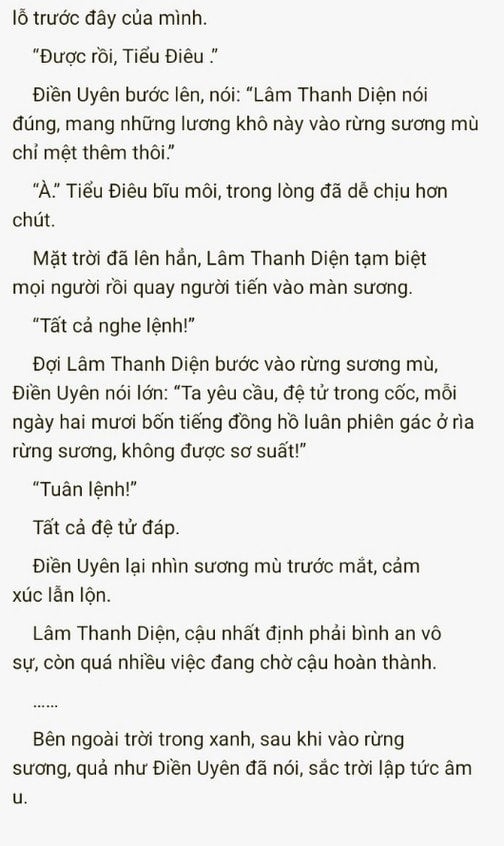 lỗ trước đây của mình.
“Được rồi, Tiểu Điêu .”
Điền Uyên bước lên, nói: “Lâm Thanh Diện nói
đúng, mang những lương khô này vào rừng sương mù
chỉ mệt thêm thôi.”
“À.” Tiểu Điêu bĩu môi, trong lòng đã dễ chịu hơn
chút.
Mặt trời đã lên hẳn, Lâm Thanh Diện tạm biệt
mọi người rồi quay người tiến vào màn sương.
“Tất cả nghe lệnh!”
Đợi Lâm Thanh Diện bước vào rừng sương mù,
Điền Uyên nói lớn: “Ta yêu cầu, đệ tử trong cốc, mỗi
ngày hai mươi bốn tiếng đồng hồ luân phiên gác ở rìa
rừng sương, không được sơ suất!”
“Tuân lệnh!”
Tất cả đệ tử đáp.
Điền Uyên lại nhìn sương mù trước mắt, cảm
xúc lẫn lộn.
Lâm Thanh Diện, cậu nhất định phải bình an vô
sự, còn quá nhiều việc đang chờ cậu hoàn thành.
......
Bên ngoài trời trong xanh, sau khi vào rừng
sương, quả như Điền Uyên đã nói, sắc trời lập tức âm
u.